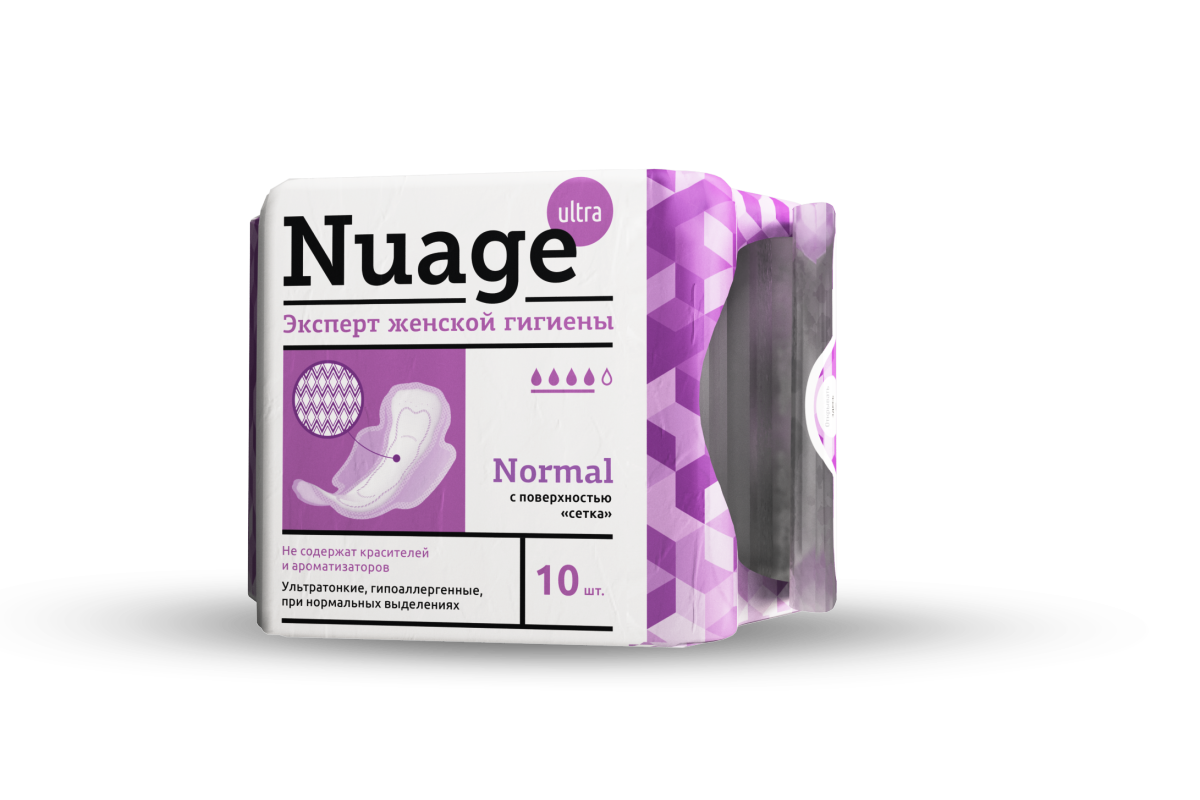 ultra
Nuage
Эксперт женской гигиены
Normal
с поверхностью
«сетка»
Не содержат красителей
и ароматизаторов
Ультратонкие, гипоаллергенные,
при нормальных выделениях
10 шт.